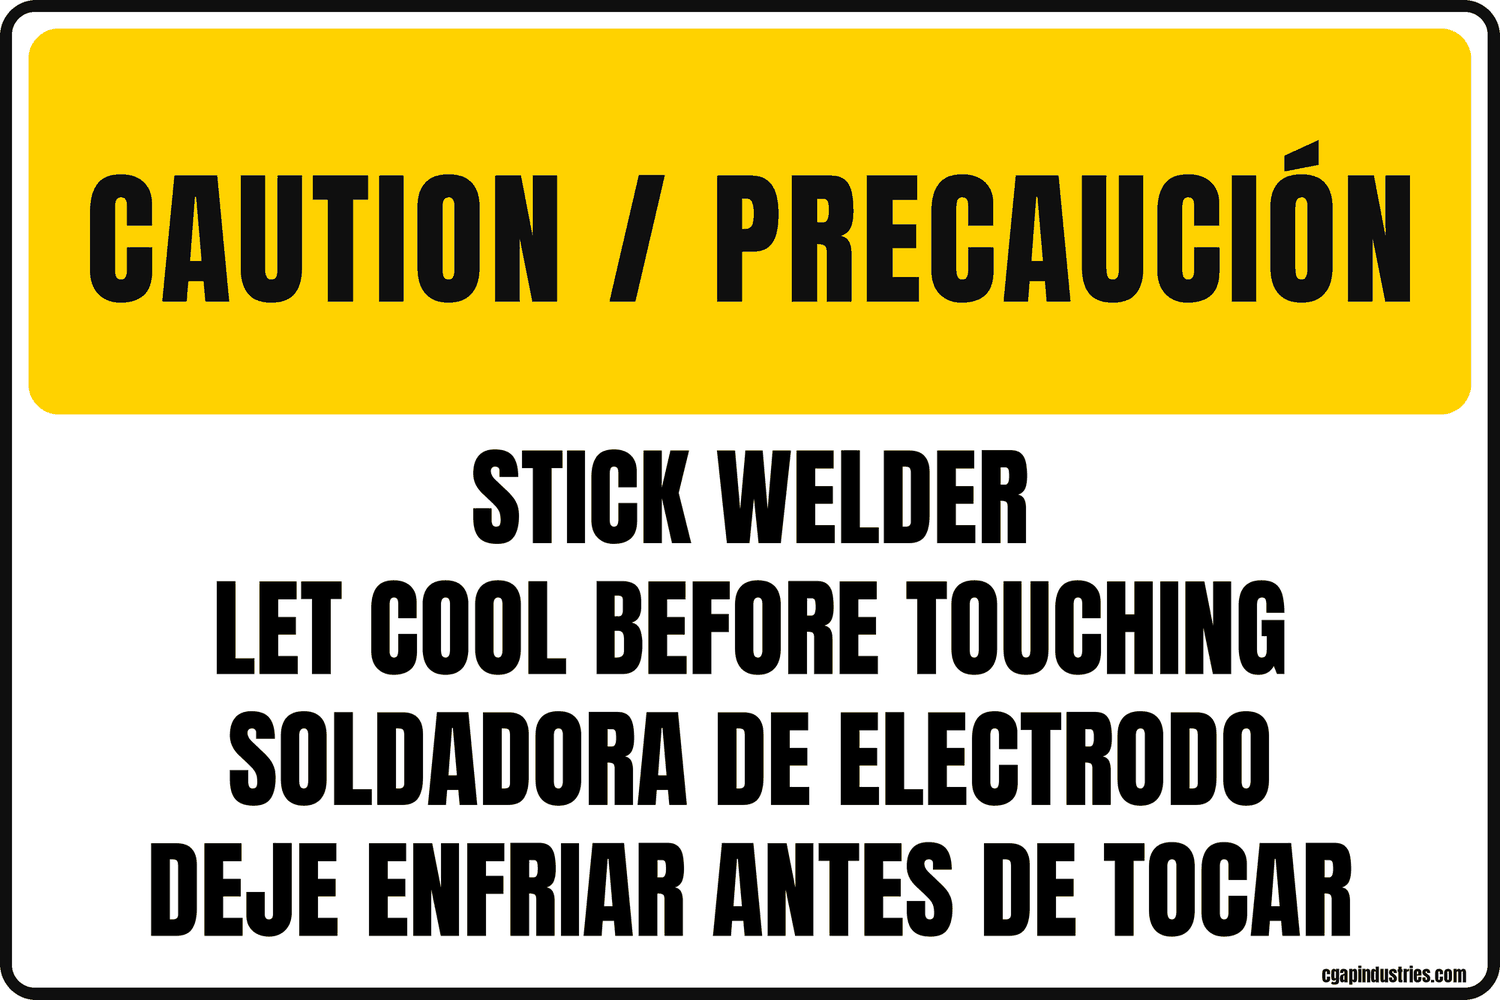 CAUTION / PRECAUCIÓN
STICK WELDER
LET COOL BEFORE TOUCHING
SOLDADORA DE ELECTRODO
DEJE ENFRIAR ANTES DE TOCAR
cgapindustries.com